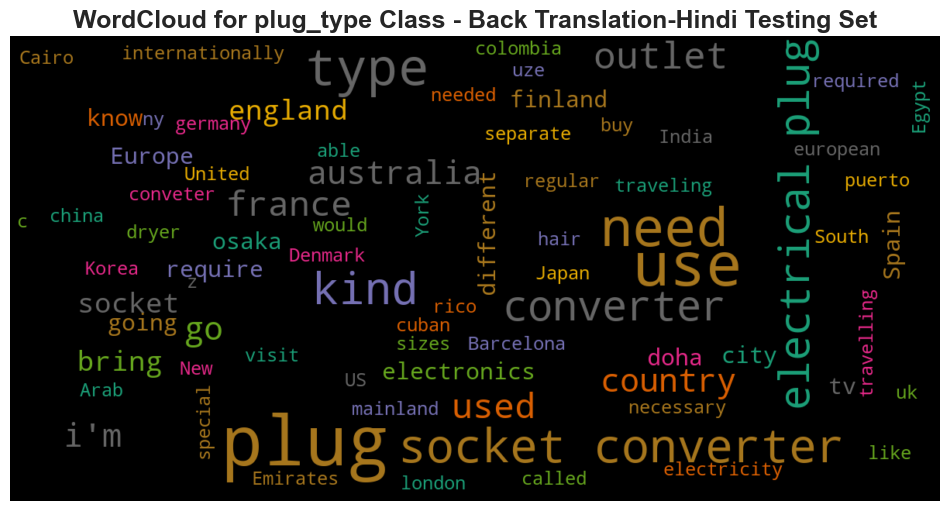 WordCloud for plug_type Class - Back Translation-Hindi Testing Set
Cairo
internationally
type
colombia
uze
outlet
electrical plug
required
Egypt
needed
finland
england
know
ny
germany
separate
buy
India
european
Europe
able
United
australia
regular
traveling
puerto
conveter
france
York
different
need
c
china
dryer
osaka
would
hair
South
Spain
Denmark
Korea
require
z
kind
Japan
use
socket
rico
converter
going
go
cuban
travelling
bring
visit
sizes
Barcelona
doha
city
New
US
electronics
country
tv
uk
Arab
special
mainland
used
necessary
i'm
plug
socket converter
like
electricity
Emirates
london
called